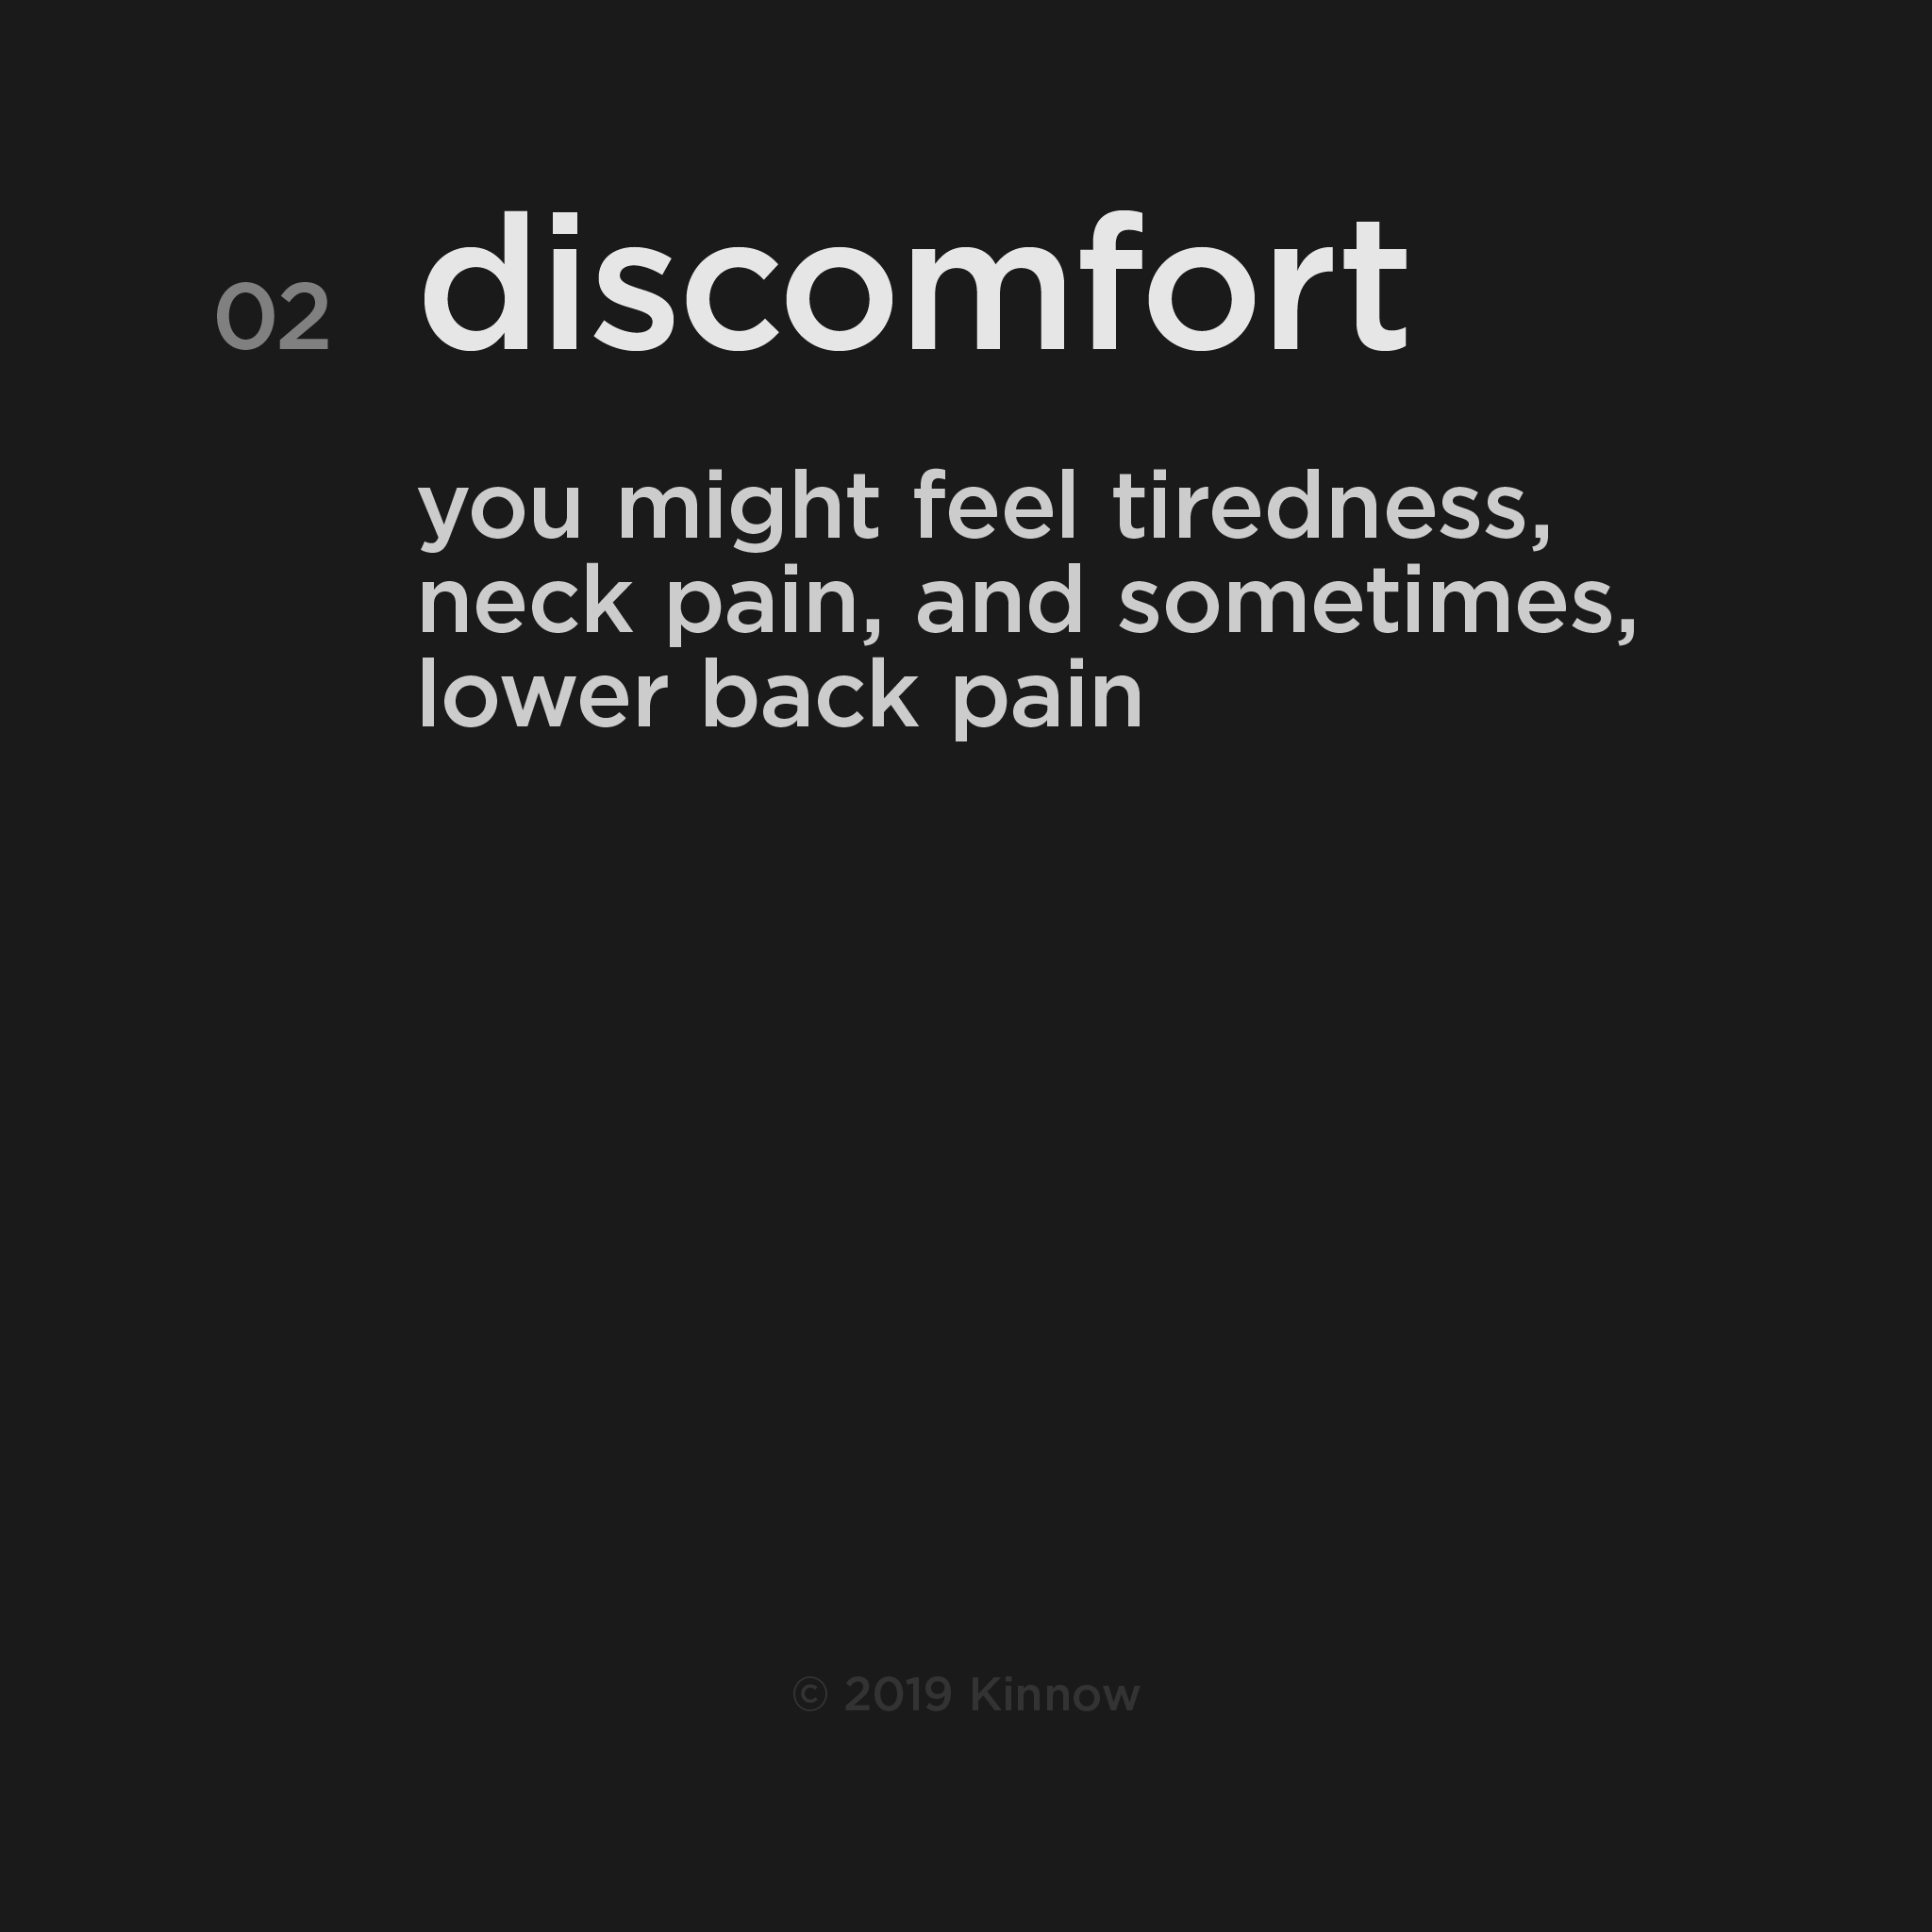 02 discomfort
you might feel tiredness,
neck pain, and sometimes,
lower back pain
© 2019 Kinnow